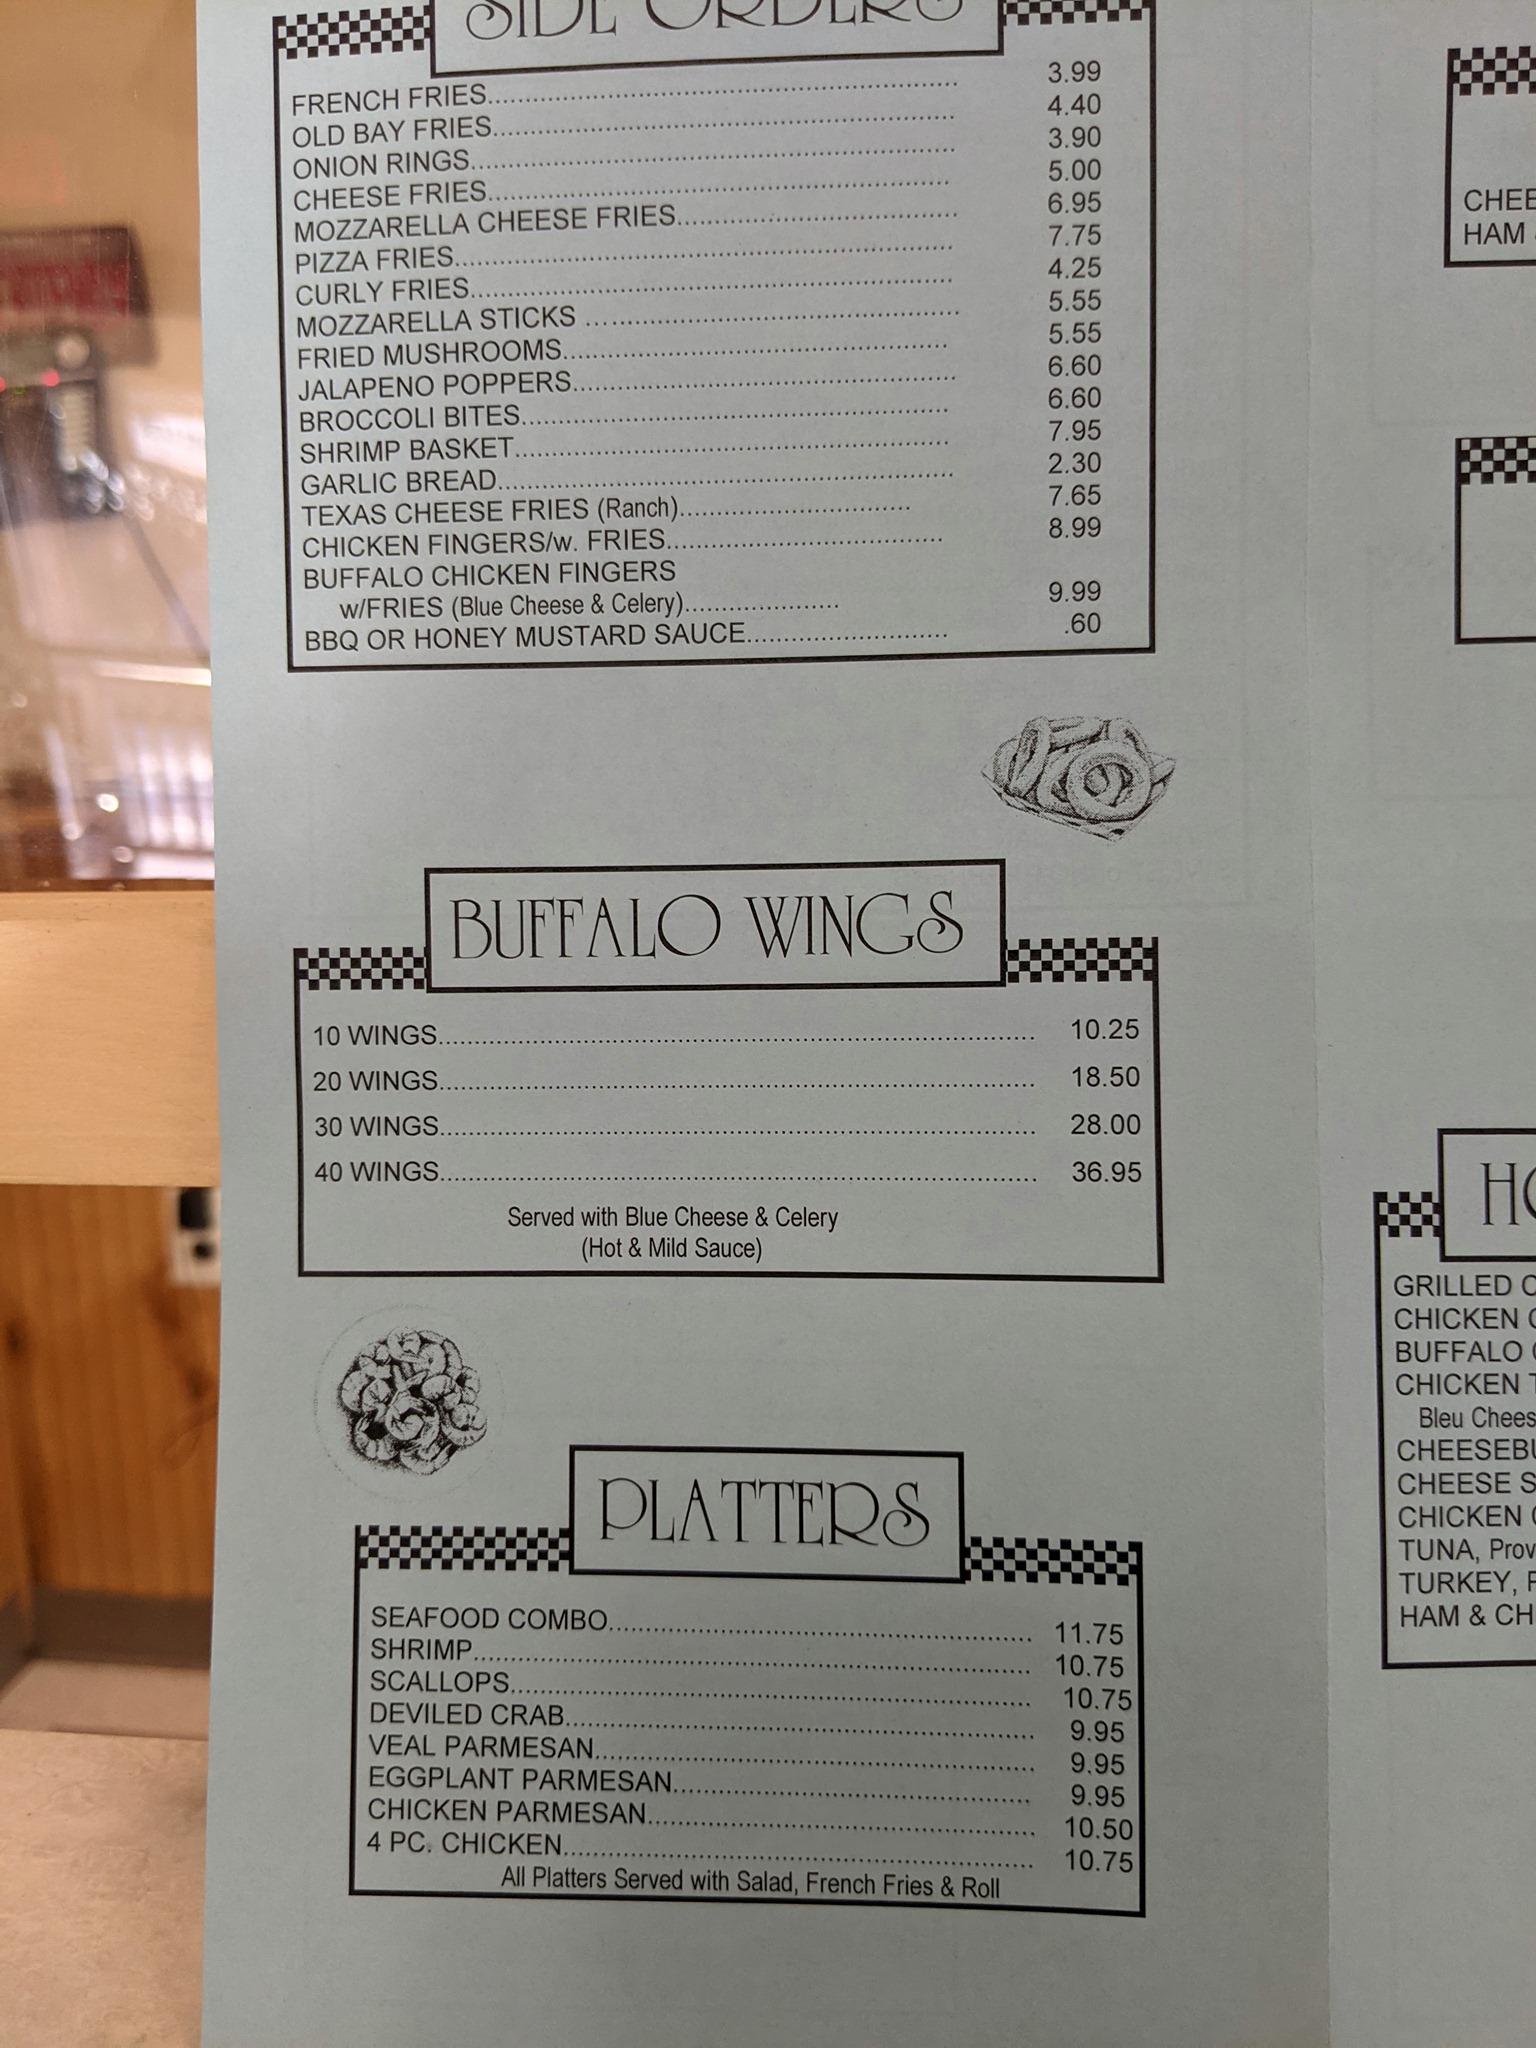 SIDE ORDERS
FRENCH FRIES........ 3.99
OLD BAY FRIES........ 4.40
ONION RINGS........ 3.90
CHEESE FRIES........ 5.00
MOZZARELLA CHEESE FRIES........ 6.95
PIZZA FRIES........ 7.75
CURLY FRIES........ 4.25
MOZZARELLA STICKS ........ 5.55
FRIED MUSHROOMS........ 5.55
JALAPENO POPPERS........ 6.60
BROCCOLI BITES........ 6.60
SHRIMP BASKET........ 7.95
GARLIC BREAD........ 2.30
TEXAS CHEESE FRIES (Ranch)........ 7.65
CHICKEN FINGERS/w. FRIES........ 8.99
BUFFALO CHICKEN FINGERS
w/FRIES (Blue Cheese & Celery)........ 9.99
BBQ OR HONEY MUSTARD SAUCE........ .60
BUFFALO WINGS
10 WINGS........ 10.25
20 WINGS........ 18.50
30 WINGS........ 28.00
40 WINGS........ 36.95
Served with Blue Cheese & Celery
(Hot & Mild Sauce)
PLATTERS
SEAFOOD COMBO........ 11.75
SHRIMP........ 10.75
SCALLOPS........ 10.75
DEVILED CRAB........ 9.95
VEAL PARMESAN........ 9.95
EGGPLANT PARMESAN........ 9.95
CHICKEN PARMESAN........ 10.50
4 PC. CHICKEN........ 10.75
All Platters Served with Salad, French Fries & Roll
CHEE
HAM
HO
GRILLED C
CHICKEN C
BUFFALO
CHICKEN T
Bleu Chees
CHEESEBU
CHEESE S
CHICKEN
TUNA, Prov
TURKEY,
HAM & CH